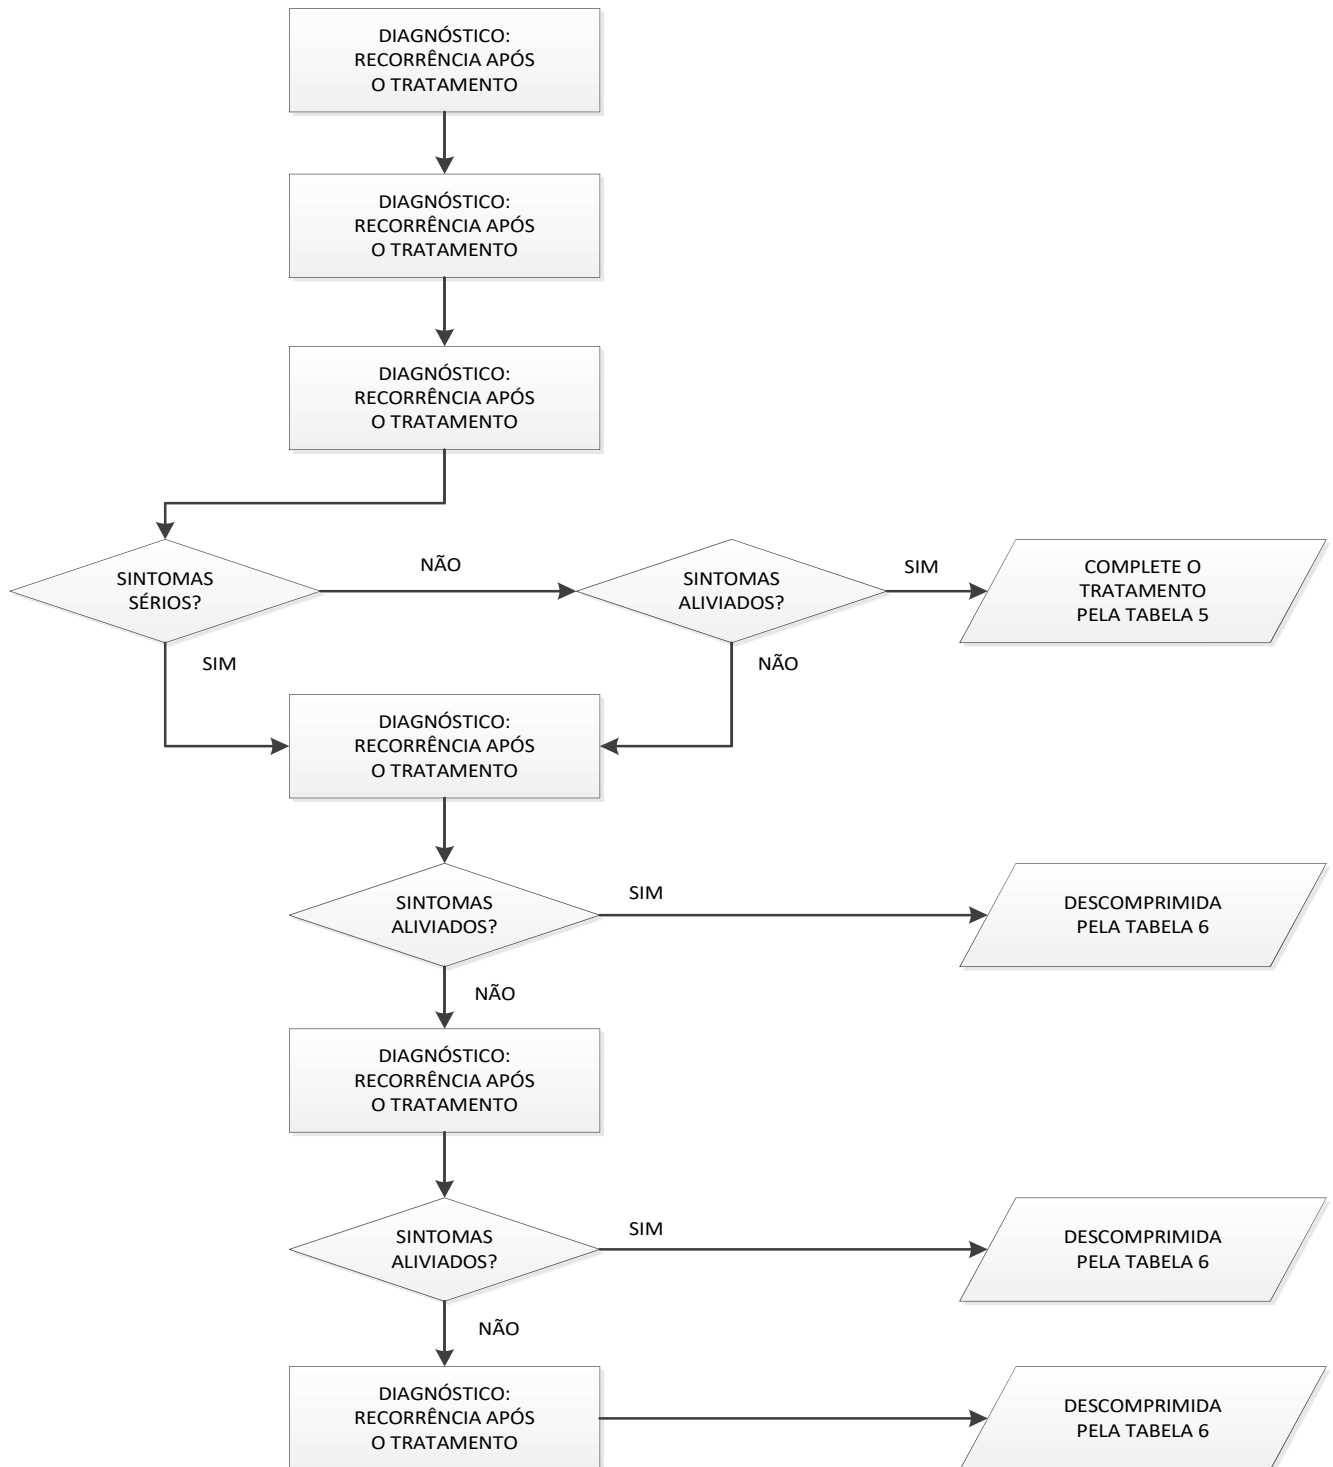 DIAGNÓSTICO:
RECORRÊNCIA APÓS
O TRATAMENTO
DIAGNÓSTICO:
RECORRÊNCIA APÓS
O TRATAMENTO
DIAGNÓSTICO:
RECORRÊNCIA APÓS
O TRATAMENTO
SINTOMAS
SÉRIOS?
NÃO
SINTOMAS
ALIVIADOS?
SIM
COMPLETE O
TRATAMENTO
PELA TABELA 5
SIM
NÃO
DIAGNÓSTICO:
RECORRÊNCIA APÓS
O TRATAMENTO
SINTOMAS
ALIVIADOS?
SIM
DESCOMPRIMIDA
PELA TABELA 6
NÃO
DIAGNÓSTICO:
RECORRÊNCIA APÓS
O TRATAMENTO
SINTOMAS
ALIVIADOS?
SIM
DESCOMPRIMIDA
PELA TABELA 6
NÃO
DIAGNÓSTICO:
RECORRÊNCIA APÓS
O TRATAMENTO
DESCOMPRIMIDA
PELA TABELA 6